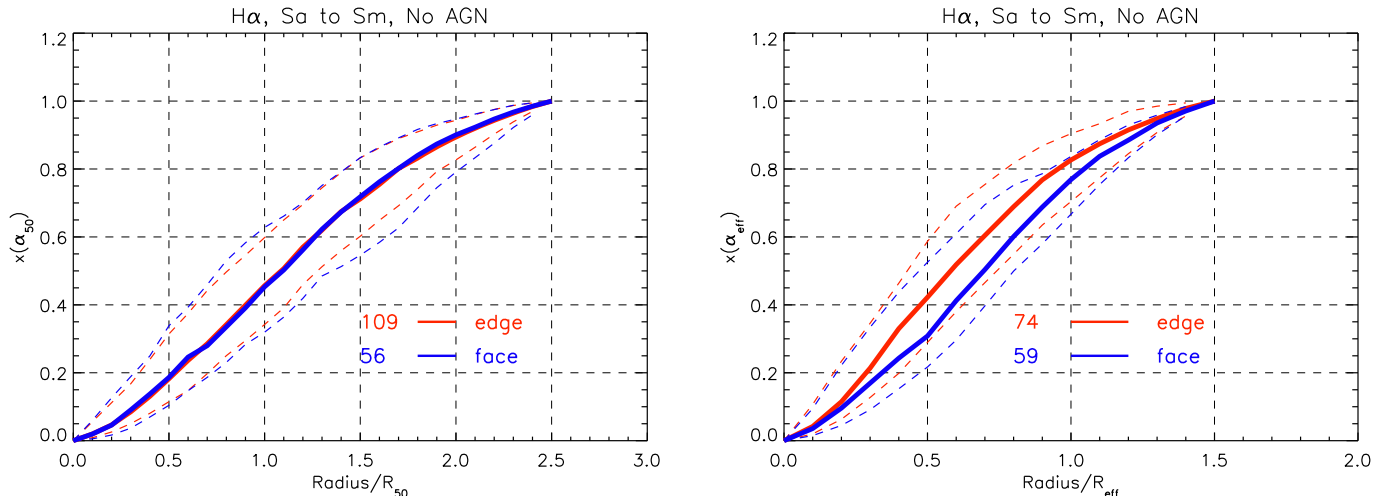 Hα, Sa to Sm, No AGN
1.2
1.0
0.8
0.6
0.4
0.2
0.0
x(α50)
109 edge
56 face
0.0 0.5 1.0 1.5 2.0 2.5 3.0
Radius/R50
Hα, Sa to Sm, No AGN
1.2
1.0
0.8
0.6
0.4
0.2
0.0
x(αeff)
74 edge
59 face
0.0 0.5 1.0 1.5 2.0
Radius/Reff